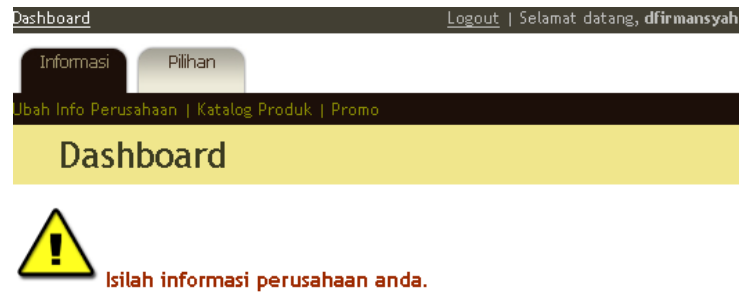 Dashboard Logout | Selamat datang, dfirmansyah
Informasi Pilihan
Ubah Info Perusahaan | Katalog Produk | Promo
Dashboard
Isilah informasi perusahaan anda.